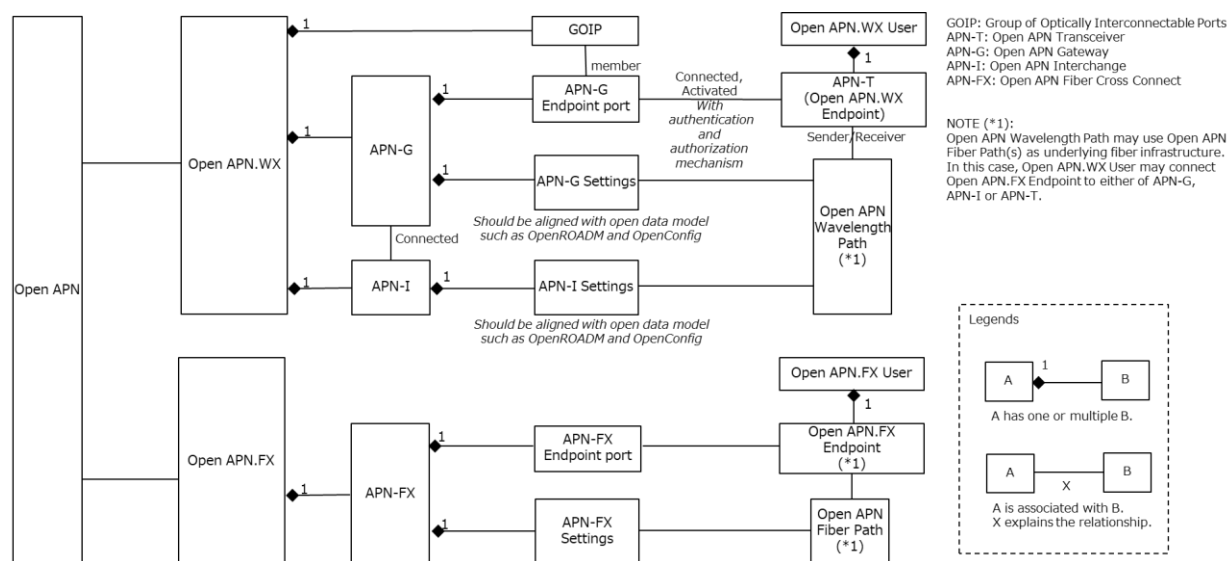 Open APN
Open APN.WX
1
1
1
GOIP
member
APN-G
1
1
APN-G
Endpoint port
Connected,
Activated
With
authentication
and
authorization
mechanism
Open APN.WX User
1
APN-T
(Open APN.WX
Endpoint)
Sender/Receiver
APN-G Settings
Should be aligned with open data model
such as OpenROADM and OpenConfig
Open APN
Wavelength
Path
(*1)
Connected
APN-I
1
APN-I Settings
Should be aligned with open data model
such as OpenROADM and OpenConfig
Open APN.FX
1
APN-FX
1
1
APN-FX
Endpoint port
Open APN.FX User
1
Open APN.FX
Endpoint
(*1)
APN-FX
Settings
Open APN
Fiber Path
(*1)
GOIP: Group of Optically Interconnectable Ports
APN-T: Open APN Transceiver
APN-G: Open APN Gateway
APN-I: Open APN Interchange
APN-FX: Open APN Fiber Cross Connect
NOTE (*1):
Open APN Wavelength Path may use Open APN
Fiber Path(s) as underlying fiber infrastructure.
In this case, Open APN.WX User may connect
Open APN.FX Endpoint to either of APN-G,
APN-I or APN-T.
Legends
A
1
B
A has one or multiple B.
A
X
B
A is associated with B.
X explains the relationship.